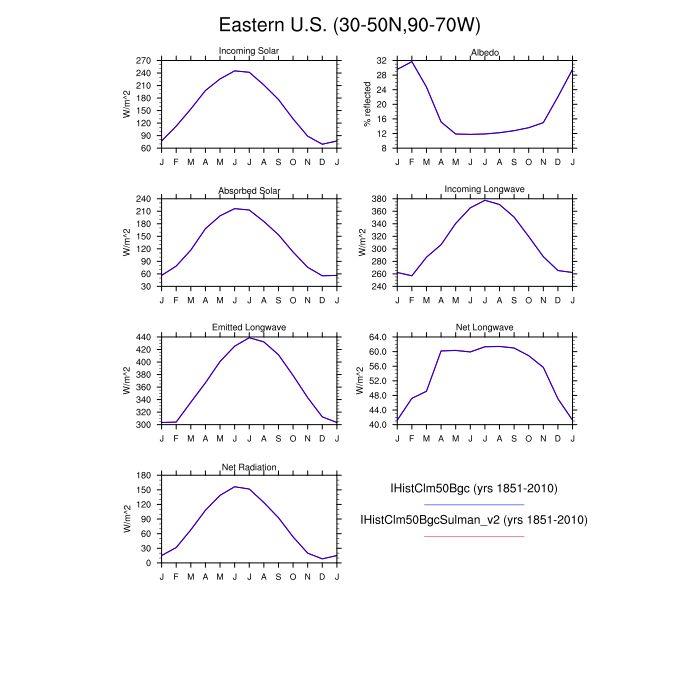 Eastern U.S. (30-50N,90-70W)
Incoming Solar
W/m^2
270
240
210
180
150
120
90
60
J F M A M J J A S O N D J
Albedo
% reflected
32
28
24
20
16
12
8
J F M A M J J A S O N D J
Absorbed Solar
W/m^2
240
210
180
150
120
90
60
30
J F M A M J J A S O N D J
Incoming Longwave
W/m^2
380
360
340
320
300
280
260
240
J F M A M J J A S O N D J
Emitted Longwave
W/m^2
440
420
400
380
360
340
320
300
J F M A M J J A S O N D J
Net Longwave
W/m^2
64.0
60.0
56.0
52.0
48.0
44.0
40.0
J F M A M J J A S O N D J
Net Radiation
W/m^2
180
150
120
90
60
30
0
J F M A M J J A S O N D J
IHistClm50Bgc (yrs 1851-2010)
IHistClm50BgcSulman_v2 (yrs 1851-2010)